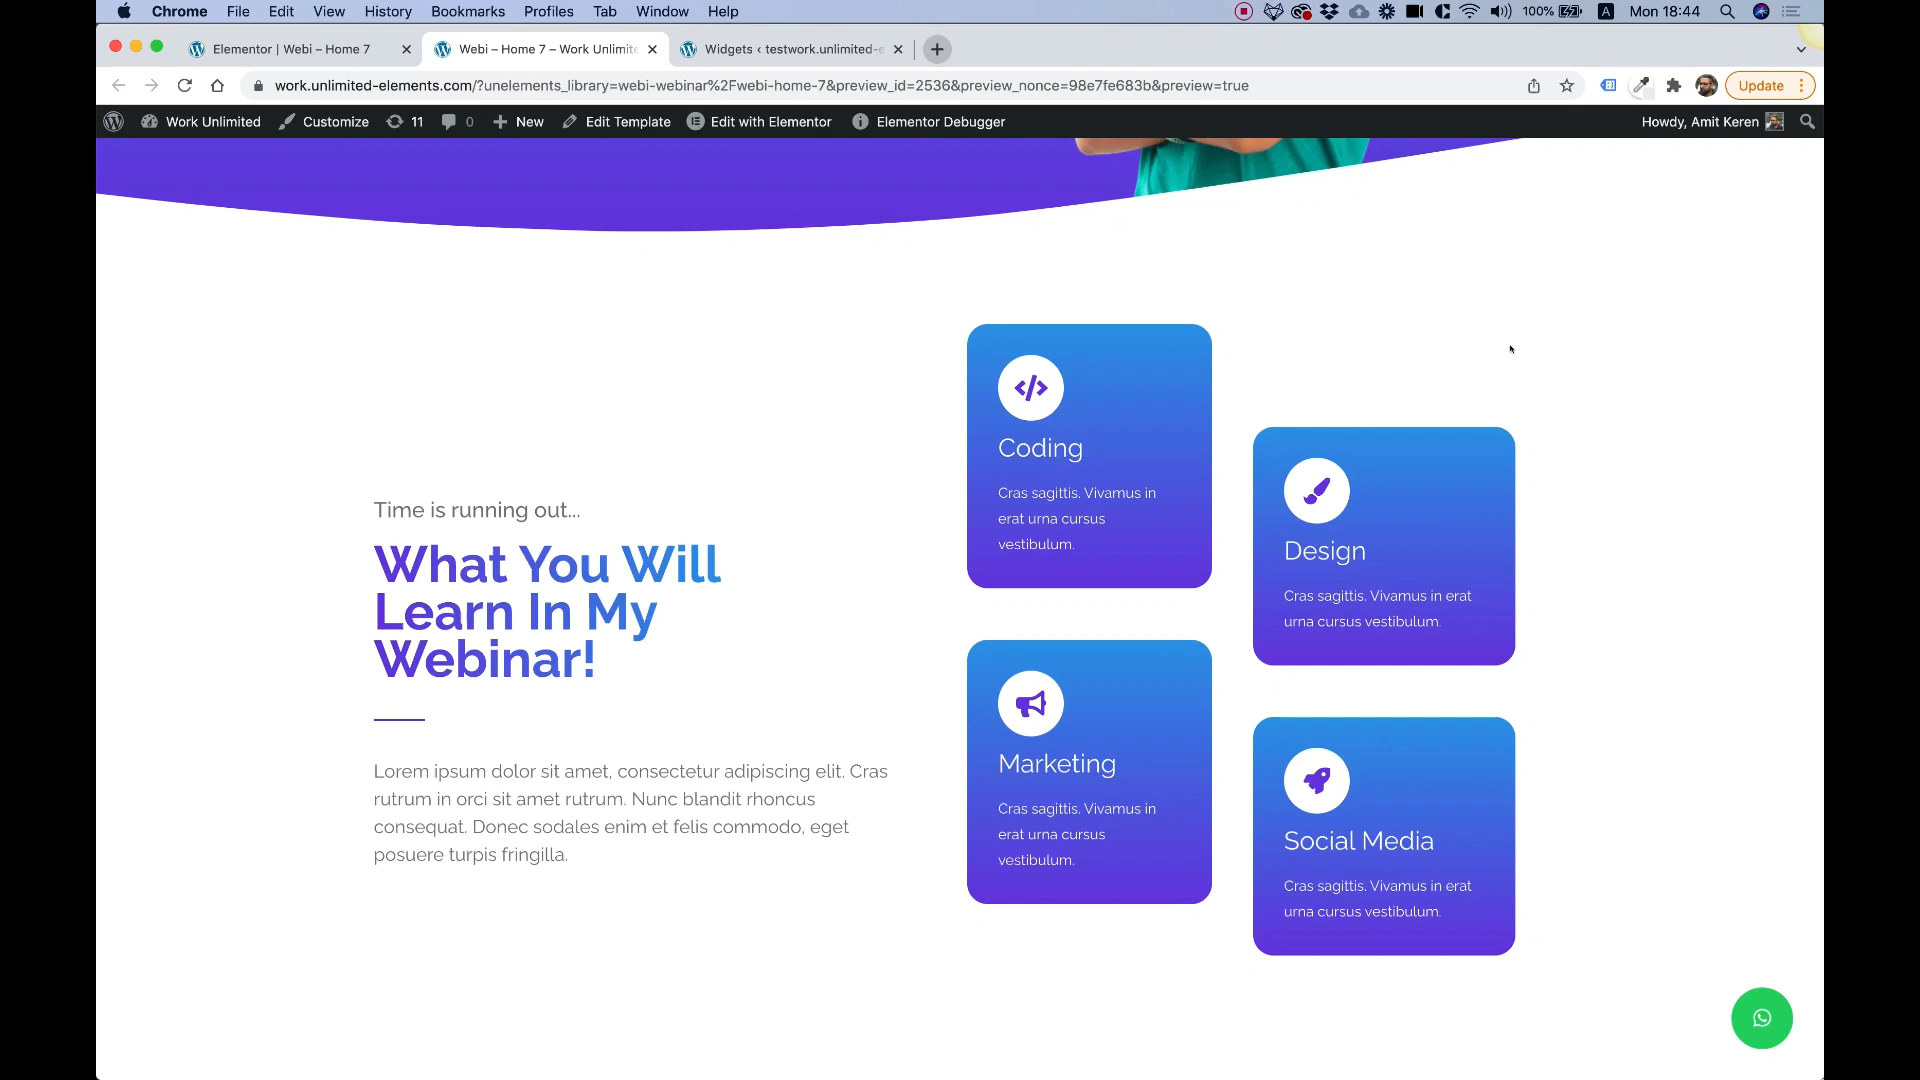 Chrome File Edit View History Bookmarks Profiles Tab Window Help 100% A Mon 18:44
Elementor | Webi – Home 7
Webi – Home 7 – Work Unlimite
Widgets ‹ testwork.unlimited-e
work.unlimited-elements.com/?unelements_library=webi-webinar%2Fwebi-home-7&preview_id=2536&preview_nonce=98e7fe683b&preview=true
Update
Work Unlimited Customize 11 0 New Edit Template Edit with Elementor Elementor Debugger Howdy, Amit Keren
Time is running out...
What You Will
Learn In My
Webinar!
Lorem ipsum dolor sit amet, consectetur adipiscing elit. Cras
rutrum in orci sit amet rutrum. Nunc blandit rhoncus
consequat. Donec sodales enim et felis commodo, eget
posuere turpis fringilla.
Coding
Cras sagittis. Vivamus in
erat urna cursus
vestibulum.
Design
Cras sagittis. Vivamus in erat
urna cursus vestibulum.
Marketing
Cras sagittis. Vivamus in
erat urna cursus
vestibulum.
Social Media
Cras sagittis. Vivamus in erat
urna cursus vestibulum.